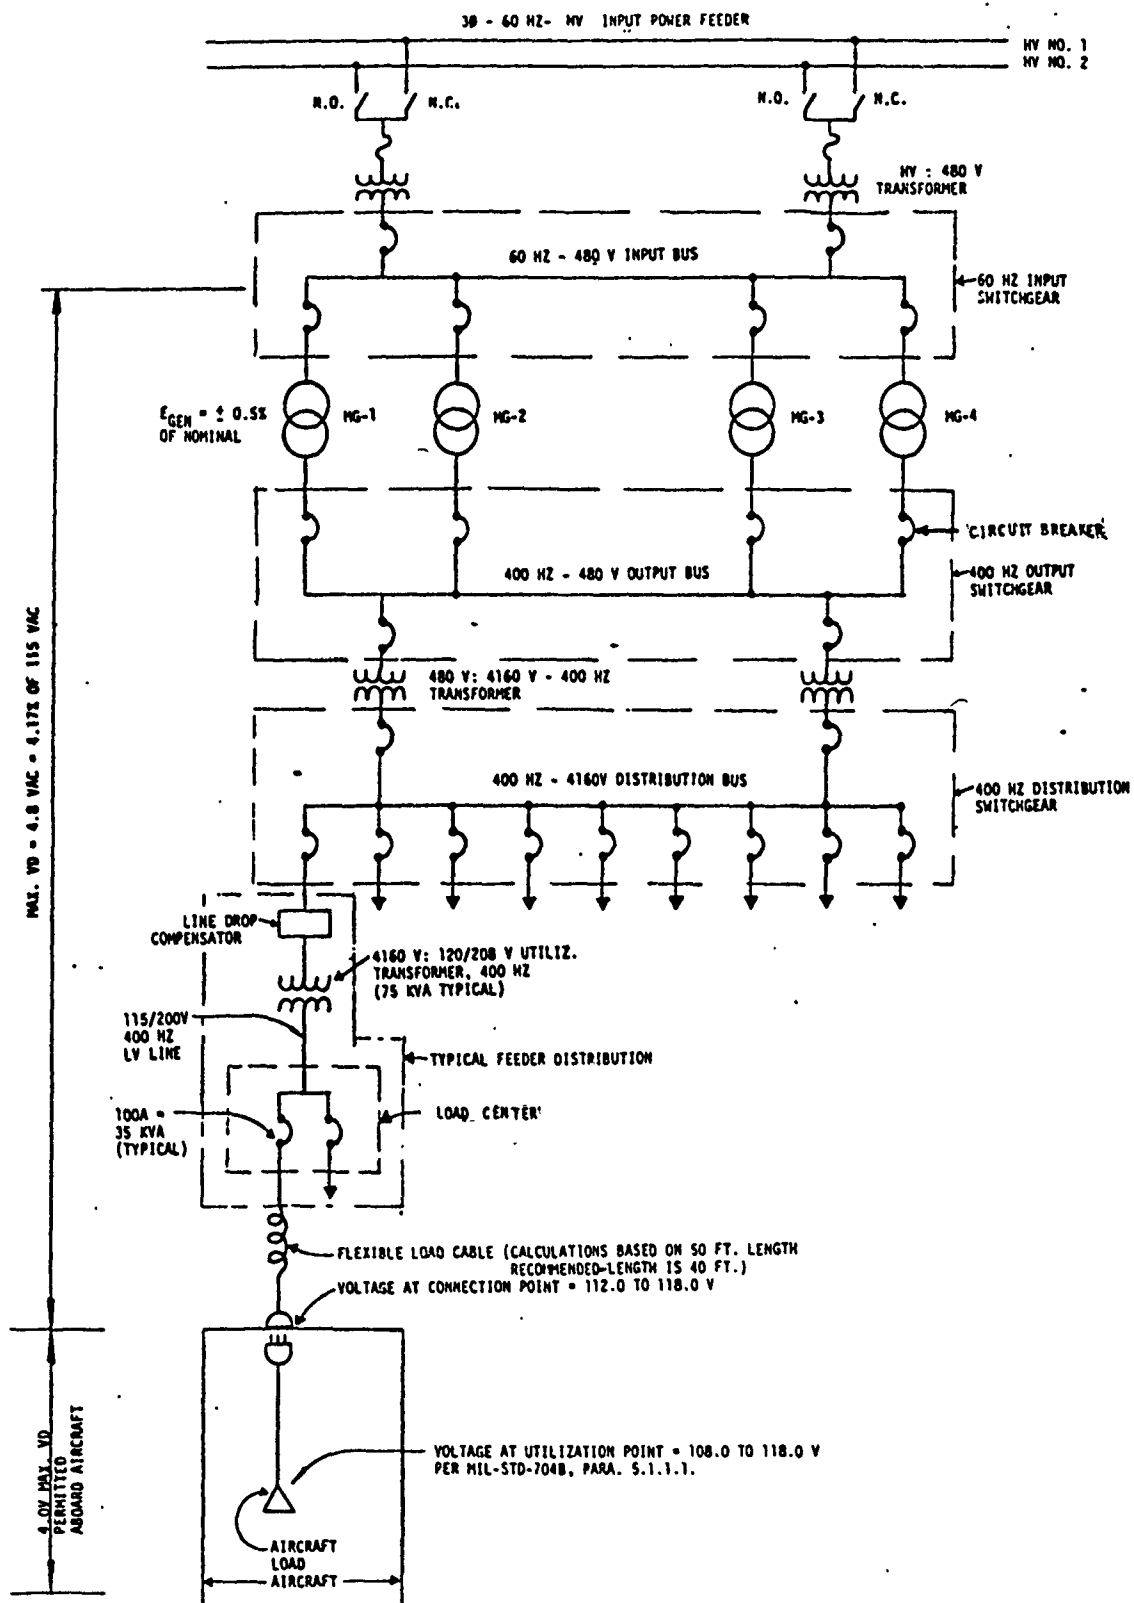 3Ø - 60 HZ- HV INPUT POWER FEEDER
HV NO. 1
HV NO. 2
N.O.
N.C.
N.O.
N.C.
HV : 480 V
TRANSFORMER
60 HZ - 480 V INPUT BUS
60 HZ INPUT
SWITCHGEAR
E GEN = ± 0.5%
OF NOMINAL
MG-1
MG-2
MG-3
MG-4
CIRCUIT BREAKER
400 HZ - 480 V OUTPUT BUS
400 HZ OUTPUT
SWITCHGEAR
480 V: 4160 V - 400 HZ
TRANSFORMER
400 HZ - 4160V DISTRIBUTION BUS
400 HZ DISTRIBUTION
SWITCHGEAR
MAX. VD = 4.8 VAC = 4.17% OF 115 VAC
LINE DROP
COMPENSATOR
4160 V: 120/208 V UTILIZ.
TRANSFORMER, 400 HZ
(75 KVA TYPICAL)
115/200V
400 HZ
LV LINE
TYPICAL FEEDER DISTRIBUTION
100A =
35 KVA
(TYPICAL)
LOAD CENTER
FLEXIBLE LOAD CABLE (CALCULATIONS BASED ON 50 FT. LENGTH
RECOMMENDED-LENGTH IS 40 FT.)
VOLTAGE AT CONNECTION POINT = 112.0 TO 118.0 V
4.0V MAX. VD
PERMITTED
ABOARD AIRCRAFT
VOLTAGE AT UTILIZATION POINT = 108.0 TO 118.0 V
PER MIL-STD-704B, PARA. 5.1.1.1.
AIRCRAFT
LOAD
AIRCRAFT